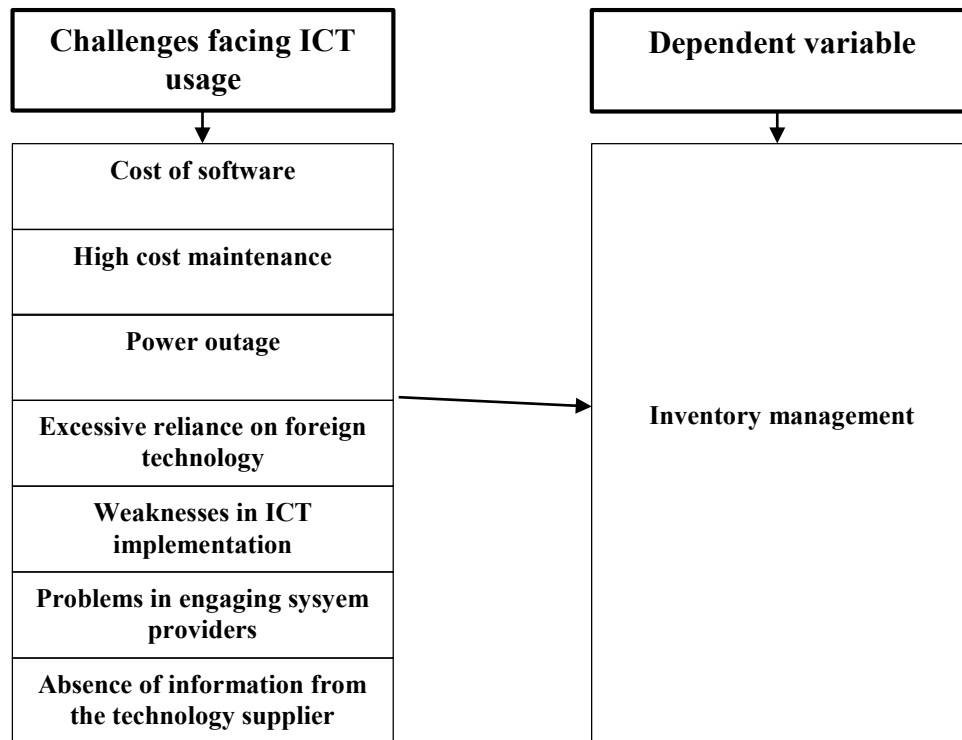 Challenges facing ICT
usage
Dependent variable
Cost of software
High cost maintenance
Power outage
Excessive reliance on foreign
technology
Weaknesses in ICT
implementation
Problems in engaging sysyem
providers
Absence of information from
the technology supplier
Inventory management